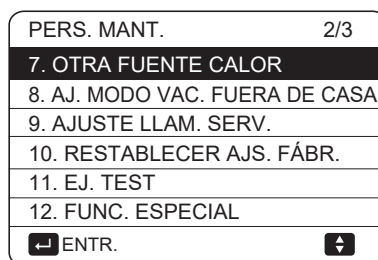 PERS. MANT. 2/3
7. OTRA FUENTE CALOR
8. AJ. MODO VAC. FUERA DE CASA
9. AJUSTE LLAM. SERV.
10. RESTABLECER AJS. FÁBR.
11. EJ. TEST
12. FUNC. ESPECIAL
ENTR.